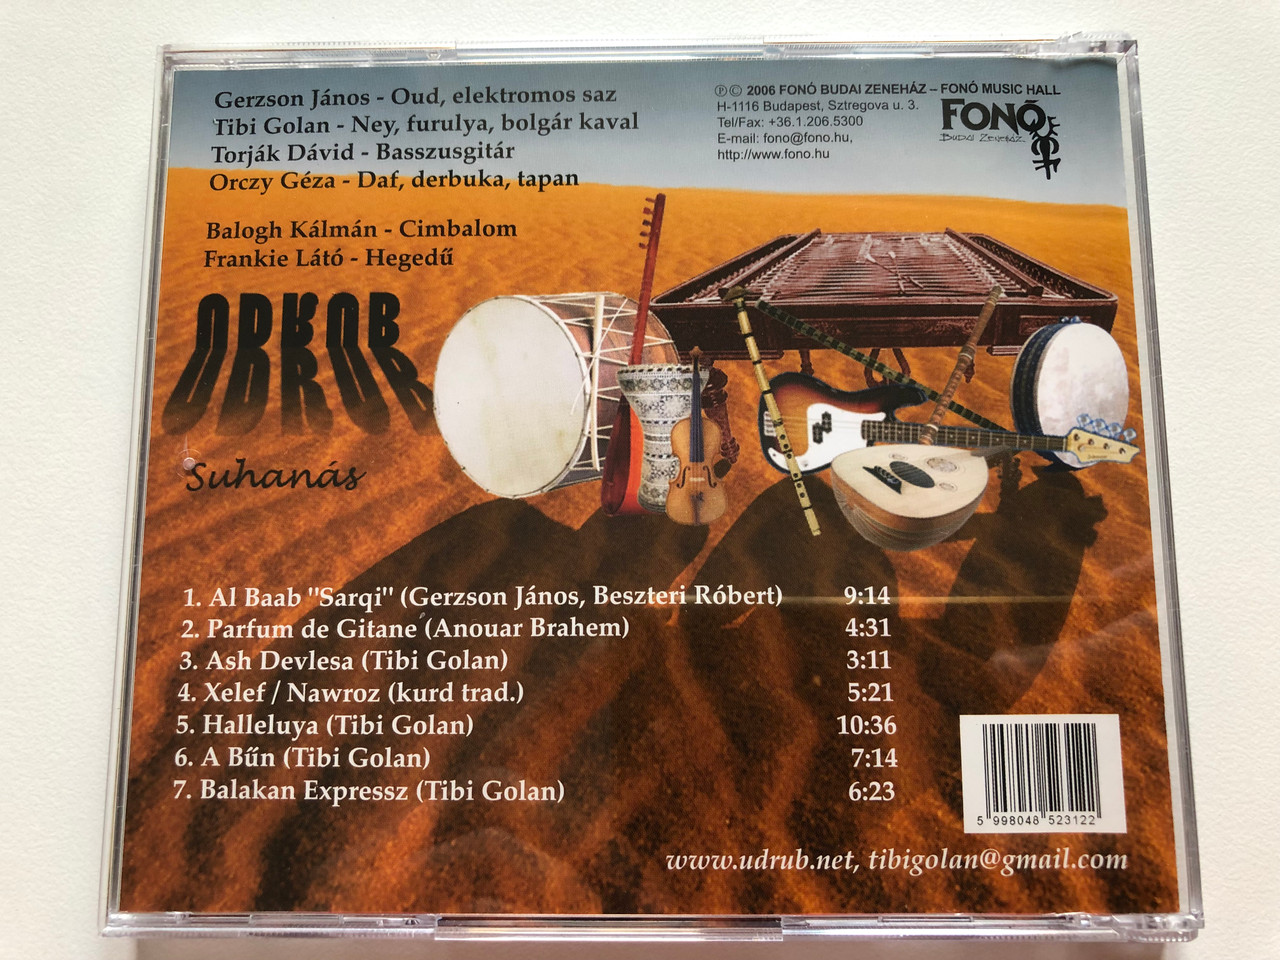 Gerzson János - Oud, elektromos saz
Tibi Golan - Ney, furulya, bolgár kaval
Torják Dávid - Basszusgitár
Orczy Géza - Daf, derbuka, tapan
Balogh Kálmán - Cimbalom
Frankie Látó - Hegedű
℗© 2006 FONÓ BUDAI ZENEHÁZ – FONÓ MUSIC HALL
H-1116 Budapest, Sztregova u. 3.
Tel/Fax: +36.1.206.5300
E-mail: fono@fono.hu,
http://www.fono.hu
FONÓ
BUDAI ZENEHÁZ
Suhanás
1. Al Baab "Sarqi" (Gerzson János, Beszteri Róbert) 9:14
2. Parfum de Gitane (Anouar Brahem) 4:31
3. Ash Devlesa (Tibi Golan) 3:11
4. Xelef / Nawroz (kurd trad.) 5:21
5. Halleluya (Tibi Golan) 10:36
6. A Bűn (Tibi Golan) 7:14
7. Balakan Expressz (Tibi Golan) 6:23
5 998048 523122
www.udrub.net, tibigolan@gmail.com